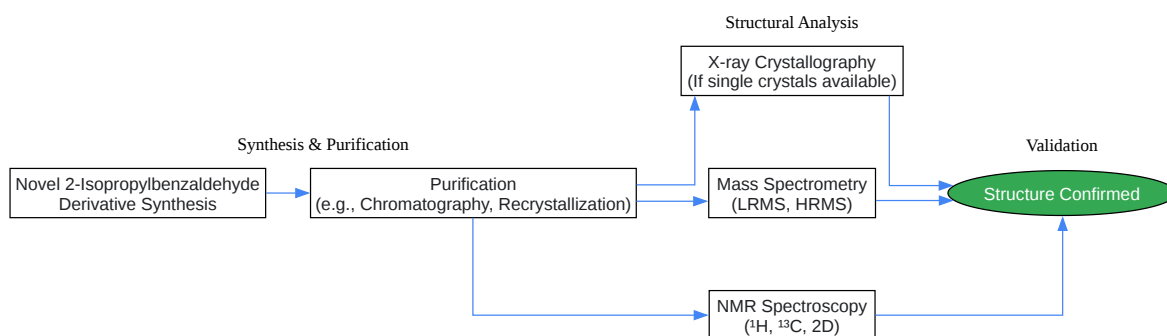 Structural Analysis
X-ray Crystallography
(If single crystals available)
Synthesis & Purification
Validation
Novel 2-Isopropylbenzaldehyde
Derivative Synthesis
Purification
(e.g., Chromatography, Recrystallization)
Mass Spectrometry
(LRMS, HRMS)
Structure Confirmed
NMR Spectroscopy
(¹H, ¹³C, 2D)